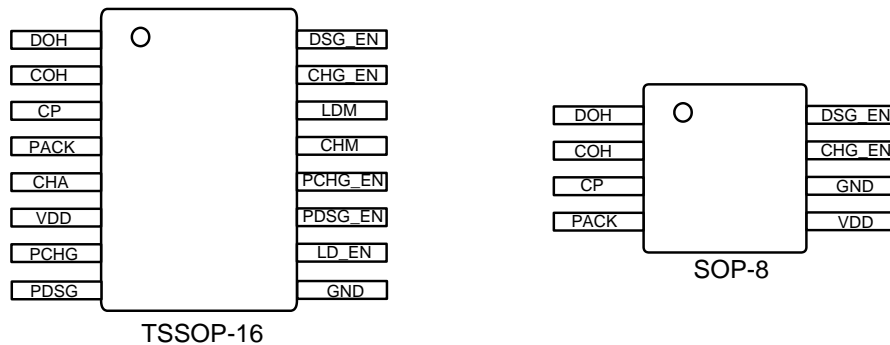 DOH DSG_EN
COH CHG_EN
CP LDM
PACK CHM
CHA PCHG_EN
VDD PDSG_EN
PCHG LD_EN
PDSG GND
TSSOP-16
DOH DSG_EN
COH CHG_EN
CP GND
PACK VDD
SOP-8